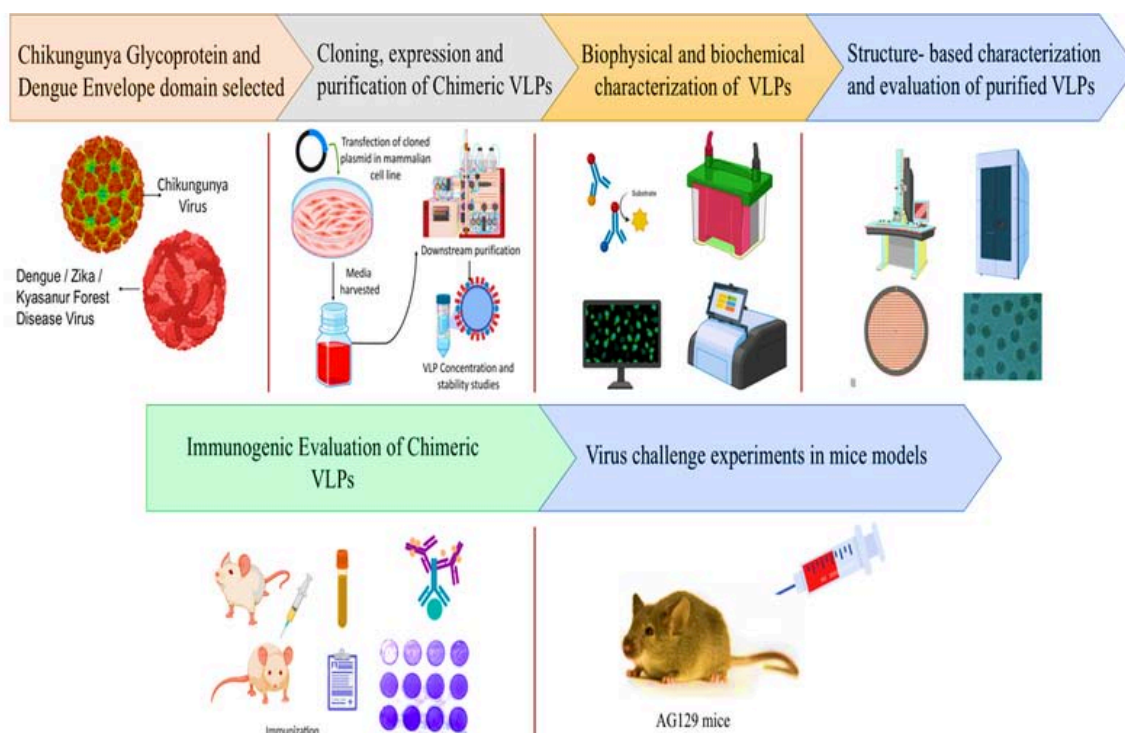 Chikungunya Glycoprotein and
Dengue Envelope domain selected
Cloning, expression and
purification of Chimeric VLPs
Biophysical and biochemical
characterization of VLPs
Structure- based characterization
and evaluation of purified VLPs
Chikungunya
Virus
Dengue / Zika /
Kyasanur Forest
Disease Virus
Transfection of cloned
plasmid in mammalian
cell line
Media
harvested
Downstream purification
VLP Concentration and
stability studies
Substrate
Immunogenic Evaluation of Chimeric
VLPs
Virus challenge experiments in mice models
Immunization
AG129 mice